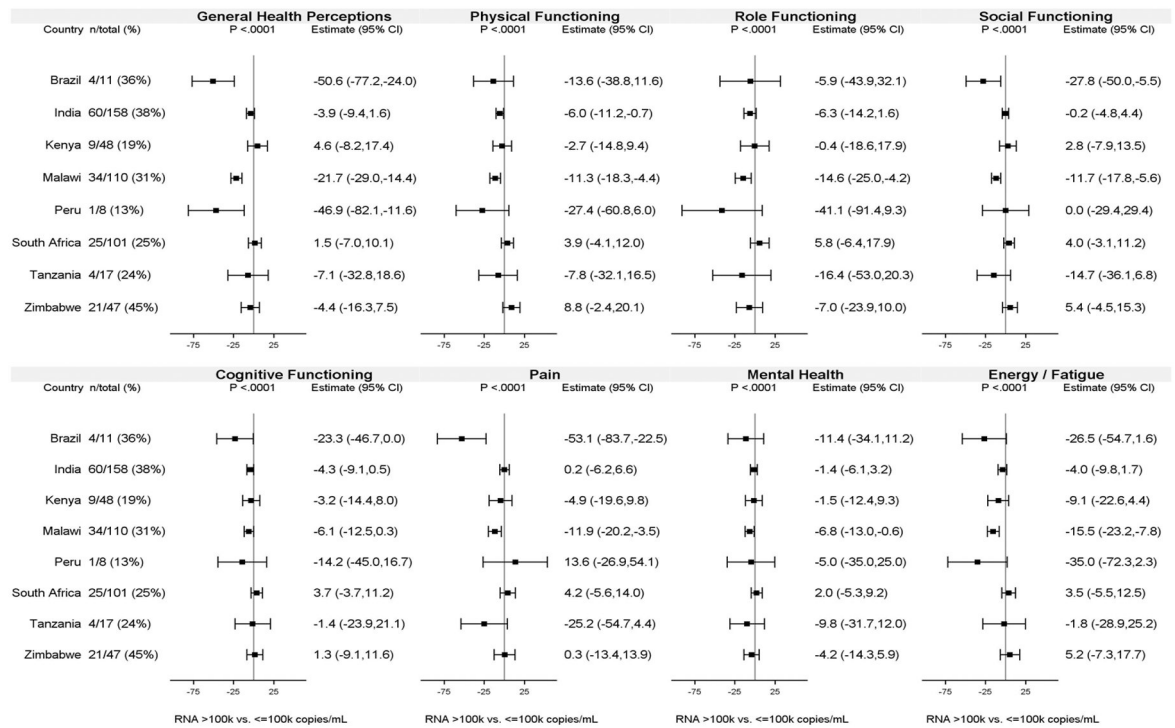 General Health Perceptions Physical Functioning Role Functioning Social Functioning
Country n/total (%) P <.0001 Estimate (95% CI) P <.0001 Estimate (95% CI) P <.0001 Estimate (95% CI) P <.0001 Estimate (95% CI)
Brazil 4/11 (36%) -50.6 (-77.2,-24.0) -13.6 (-38.8,11.6) -5.9 (-43.9,32.1) -27.8 (-50.0,-5.5)
India 60/158 (38%) -3.9 (-9.4,1.6) -6.0 (-11.2,-0.7) -6.3 (-14.2,1.6) -0.2 (-4.8,4.4)
Kenya 9/48 (19%) 4.6 (-8.2,17.4) -2.7 (-14.8,9.4) -0.4 (-18.6,17.9) 2.8 (-7.9,13.5)
Malawi 34/110 (31%) -21.7 (-29.0,-14.4) -11.3 (-18.3,-4.4) -14.6 (-25.0,-4.2) -11.7 (-17.8,-5.6)
Peru 1/8 (13%) -46.9 (-82.1,-11.6) -27.4 (-60.8,6.0) -41.1 (-91.4,9.3) 0.0 (-29.4,29.4)
South Africa 25/101 (25%) 1.5 (-7.0,10.1) 3.9 (-4.1,12.0) 5.8 (-6.4,17.9) 4.0 (-3.1,11.2)
Tanzania 4/17 (24%) -7.1 (-32.8,18.6) -7.8 (-32.1,16.5) -16.4 (-53.0,20.3) -14.7 (-36.1,6.8)
Zimbabwe 21/47 (45%) -4.4 (-16.3,7.5) 8.8 (-2.4,20.1) -7.0 (-23.9,10.0) 5.4 (-4.5,15.3)
-75 -25 25 -75 -25 25 -75 -25 25 -75 -25 25
Cognitive Functioning Pain Mental Health Energy / Fatigue
Country n/total (%) P <.0001 Estimate (95% CI) P <.0001 Estimate (95% CI) P <.0001 Estimate (95% CI) P <.0001 Estimate (95% CI)
Brazil 4/11 (36%) -23.3 (-46.7,0.0) -53.1 (-83.7,-22.5) -11.4 (-34.1,11.2) -26.5 (-54.7,1.6)
India 60/158 (38%) -4.3 (-9.1,0.5) 0.2 (-6.2,6.6) -1.4 (-6.1,3.2) -4.0 (-9.8,1.7)
Kenya 9/48 (19%) -3.2 (-14.4,8.0) -4.9 (-19.6,9.8) -1.5 (-12.4,9.3) -9.1 (-22.6,4.4)
Malawi 34/110 (31%) -6.1 (-12.5,0.3) -11.9 (-20.2,-3.5) -6.8 (-13.0,-0.6) -15.5 (-23.2,-7.8)
Peru 1/8 (13%) -14.2 (-45.0,16.7) 13.6 (-26.9,54.1) -5.0 (-35.0,25.0) -35.0 (-72.3,2.3)
South Africa 25/101 (25%) 3.7 (-3.7,11.2) 4.2 (-5.6,14.0) 2.0 (-5.3,9.2) 3.5 (-5.5,12.5)
Tanzania 4/17 (24%) -1.4 (-23.9,21.1) -25.2 (-54.7,4.4) -9.8 (-31.7,12.0) -1.8 (-28.9,25.2)
Zimbabwe 21/47 (45%) 1.3 (-9.1,11.6) 0.3 (-13.4,13.9) -4.2 (-14.3,5.9) 5.2 (-7.3,17.7)
-75 -25 25 -75 -25 25 -75 -25 25 -75 -25 25
RNA >100k vs. <=100k copies/mL RNA >100k vs. <=100k copies/mL RNA >100k vs. <=100k copies/mL RNA >100k vs. <=100k copies/mL